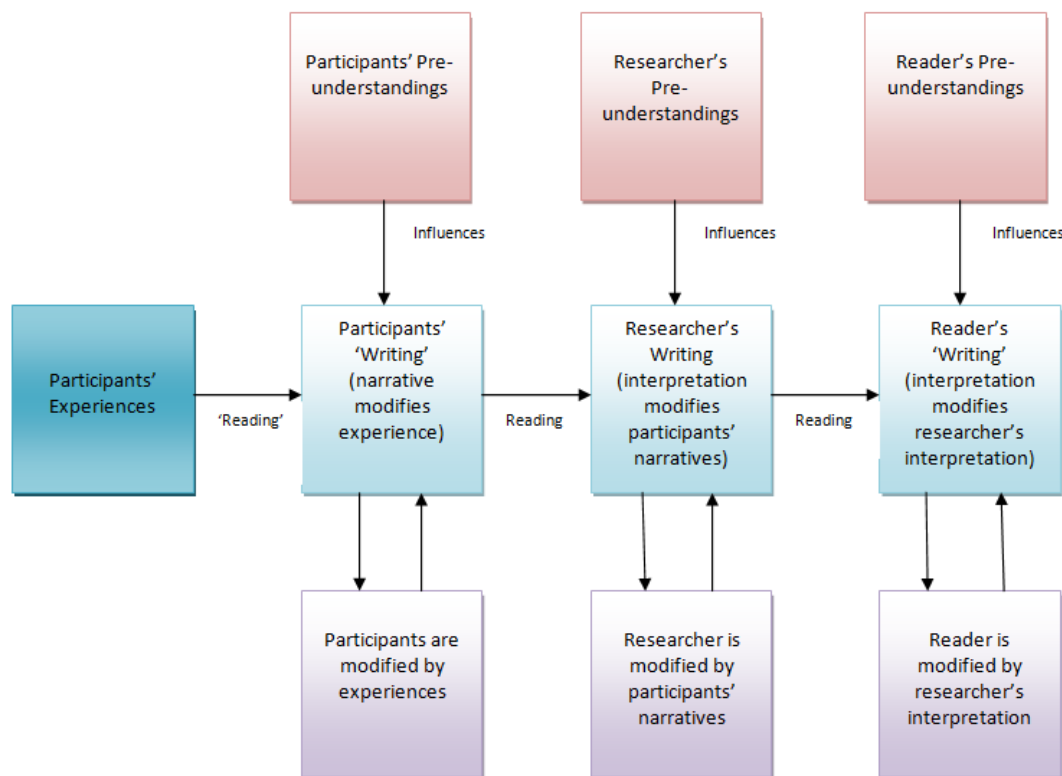 Participants’ Pre-
understandings
Researcher’s
Pre-
understandings
Reader’s Pre-
understandings
Influences
Influences
Influences
Participants’
Experiences
‘Reading’
Participants’
‘Writing’
(narrative
modifies
experience)
Reading
Researcher’s
Writing
(interpretation
modifies
participants’
narratives)
Reading
Reader’s
‘Writing’
(interpretation
modifies
researcher’s
interpretation)
Participants are
modified by
experiences
Researcher is
modified by
participants’
narratives
Reader is
modified by
researcher’s
interpretation